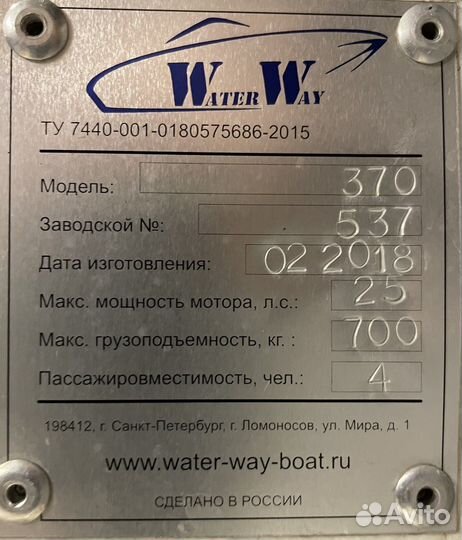 WATER WAY
ТУ 7440-001-0180575686-2015
Модель: 370
Заводской №: 537
Дата изготовления: 02 2018
Макс. мощность мотора, л.с.: 25
Макс. грузоподъемность, кг. : 700
Пассажировместимость, чел.: 4
198412, г. Санкт-Петербург, г. Ломоносов, ул. Мира, д. 1
www.water-way-boat.ru
СДЕЛАНО В РОССИИ
Avito